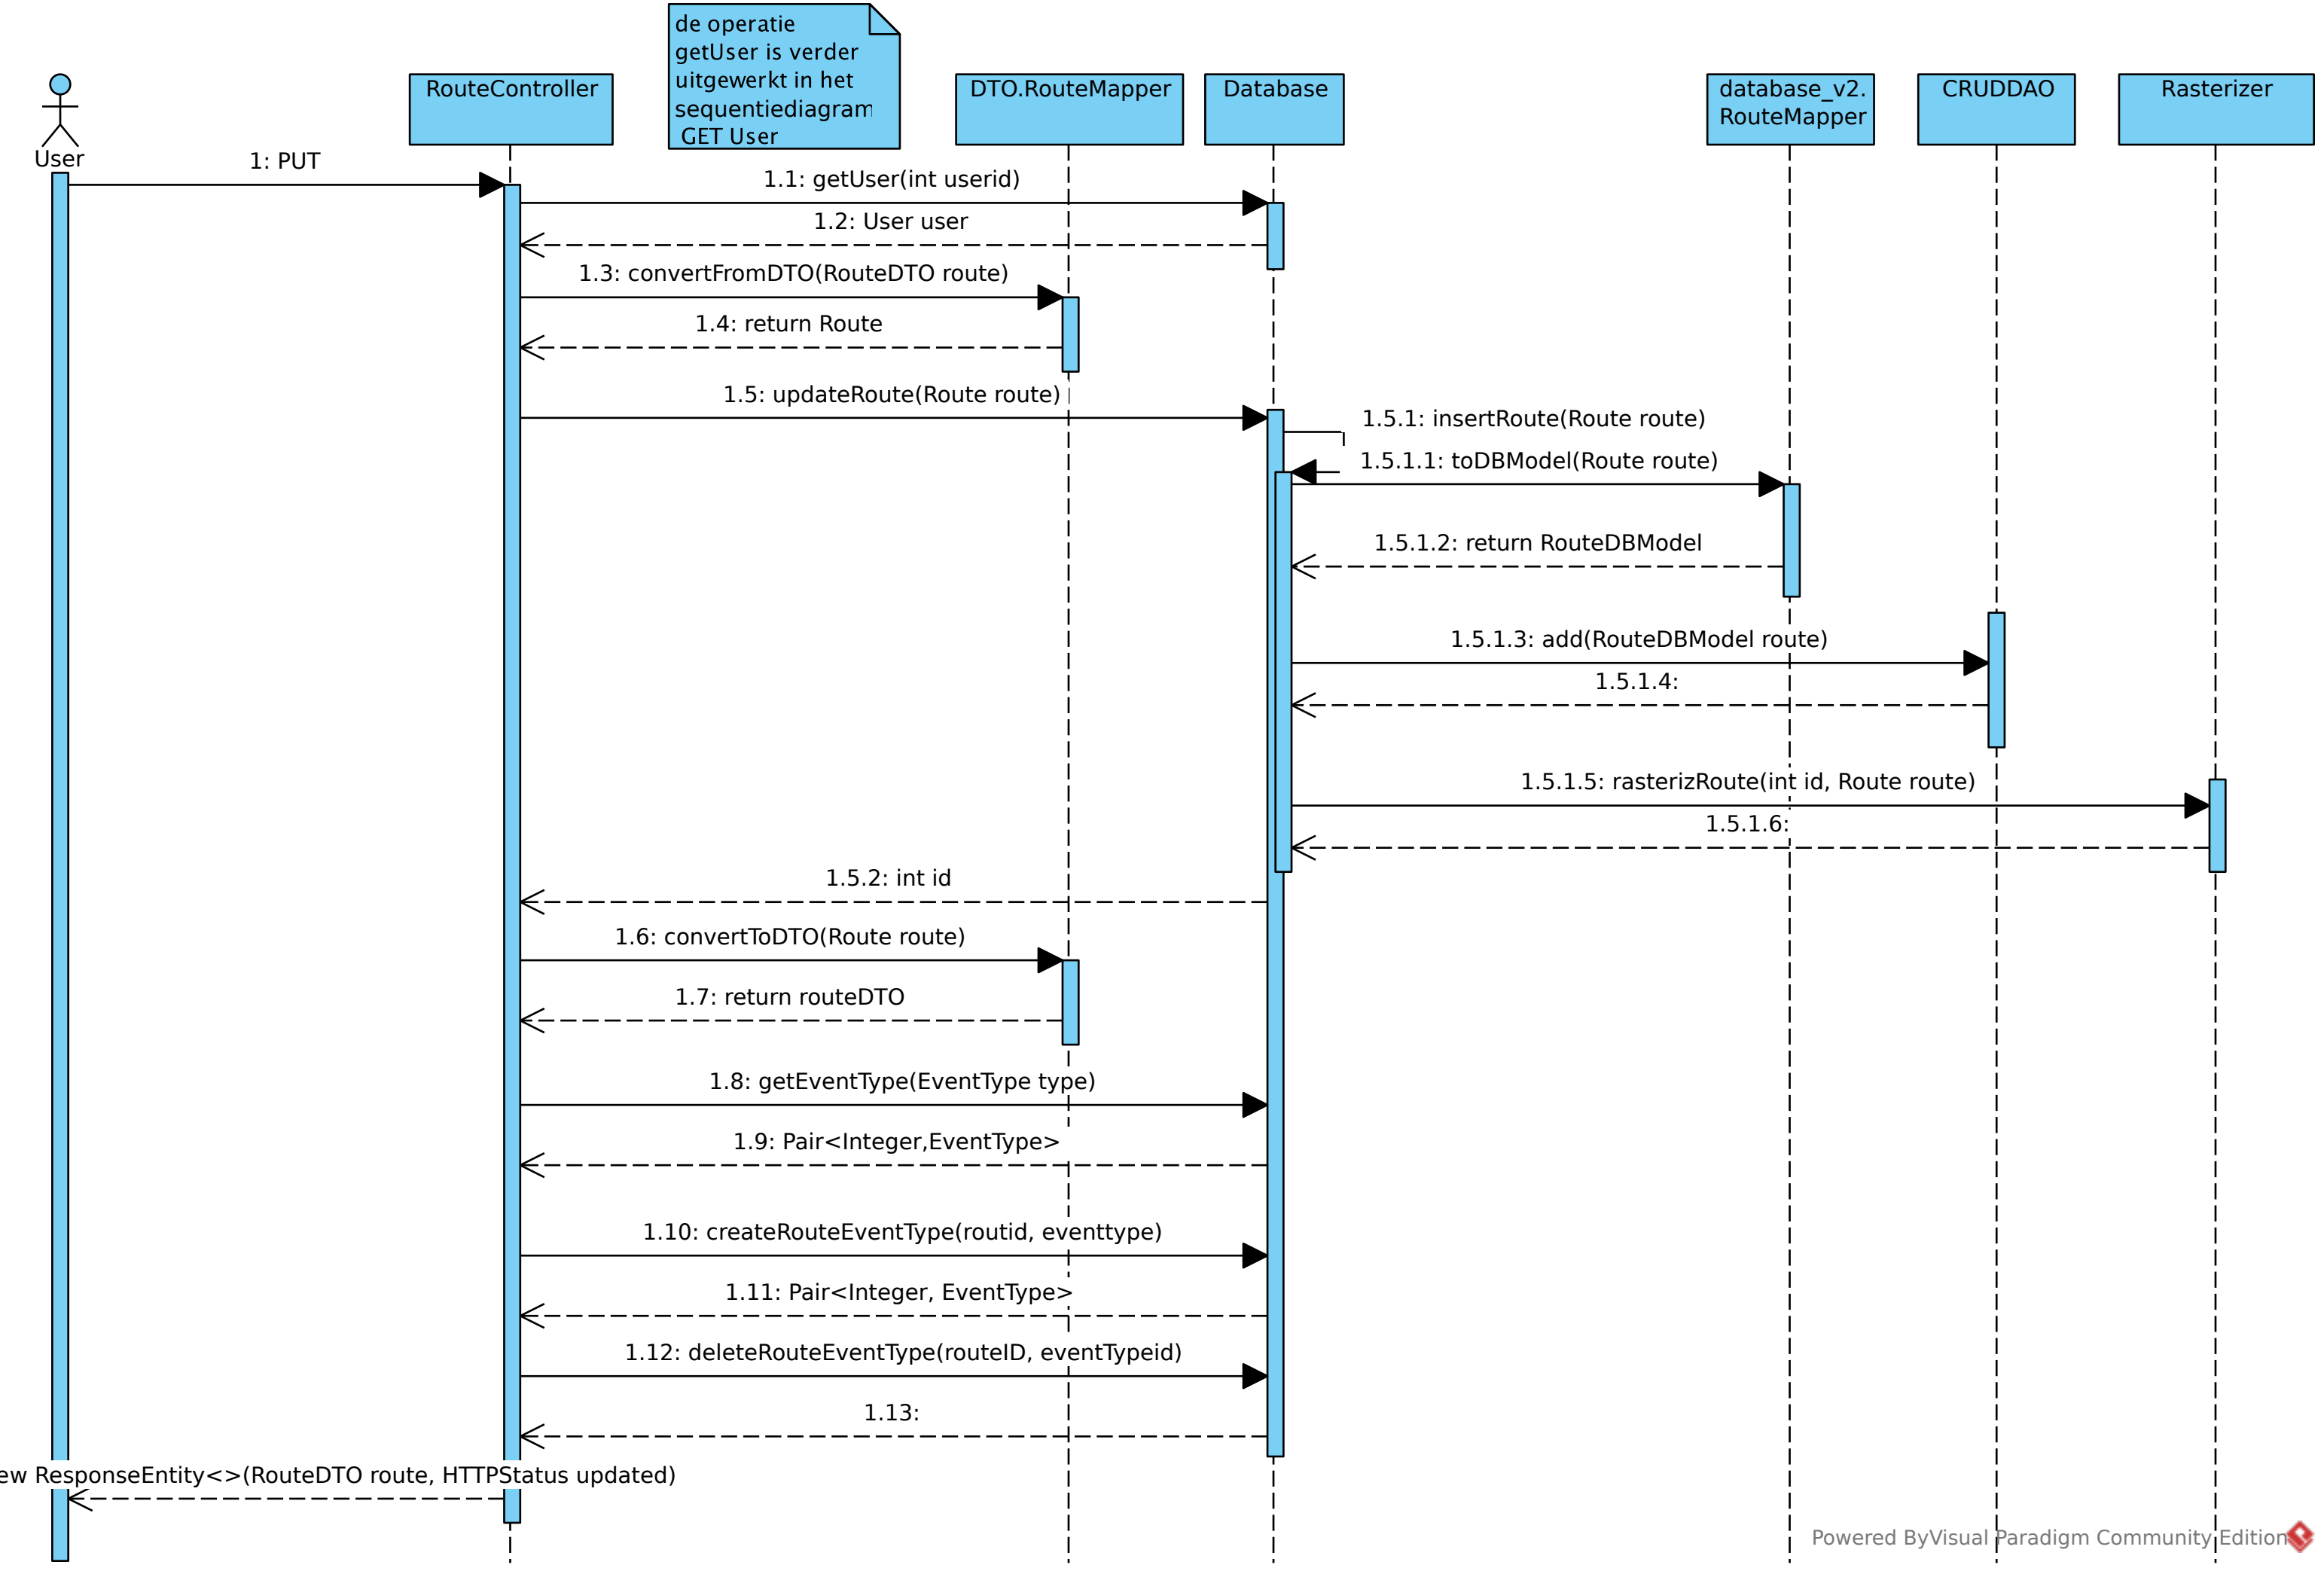 de operatie
getUser is verder
uitgewerkt in het
sequentiediagram
GET User
RouteController
DTO.RouteMapper
Database
database_v2.
RouteMapper
CRUDDAO
Rasterizer
User
1: PUT
1.1: getUser(int userid)
1.2: User user
1.3: convertFromDTO(RouteDTO route)
1.4: return Route
1.5: updateRoute(Route route)
1.5.1: insertRoute(Route route)
1.5.1.1: toDBModel(Route route)
1.5.1.2: return RouteDBModel
1.5.1.3: add(RouteDBModel route)
1.5.1.4:
1.5.1.5: rasterizRoute(int id, Route route)
1.5.1.6:
1.5.2: int id
1.6: convertToDTO(Route route)
1.7: return routeDTO
1.8: getEventType(EventType type)
1.9: Pair<Integer,EventType>
1.10: createRouteEventType(routid, eventtype)
1.11: Pair<Integer, EventType>
1.12: deleteRouteEventType(routeID, eventTypeid)
1.13:
ew ResponseEntity<>(RouteDTO route, HTTPStatus updated)
Powered ByVisual Paradigm Community Edition